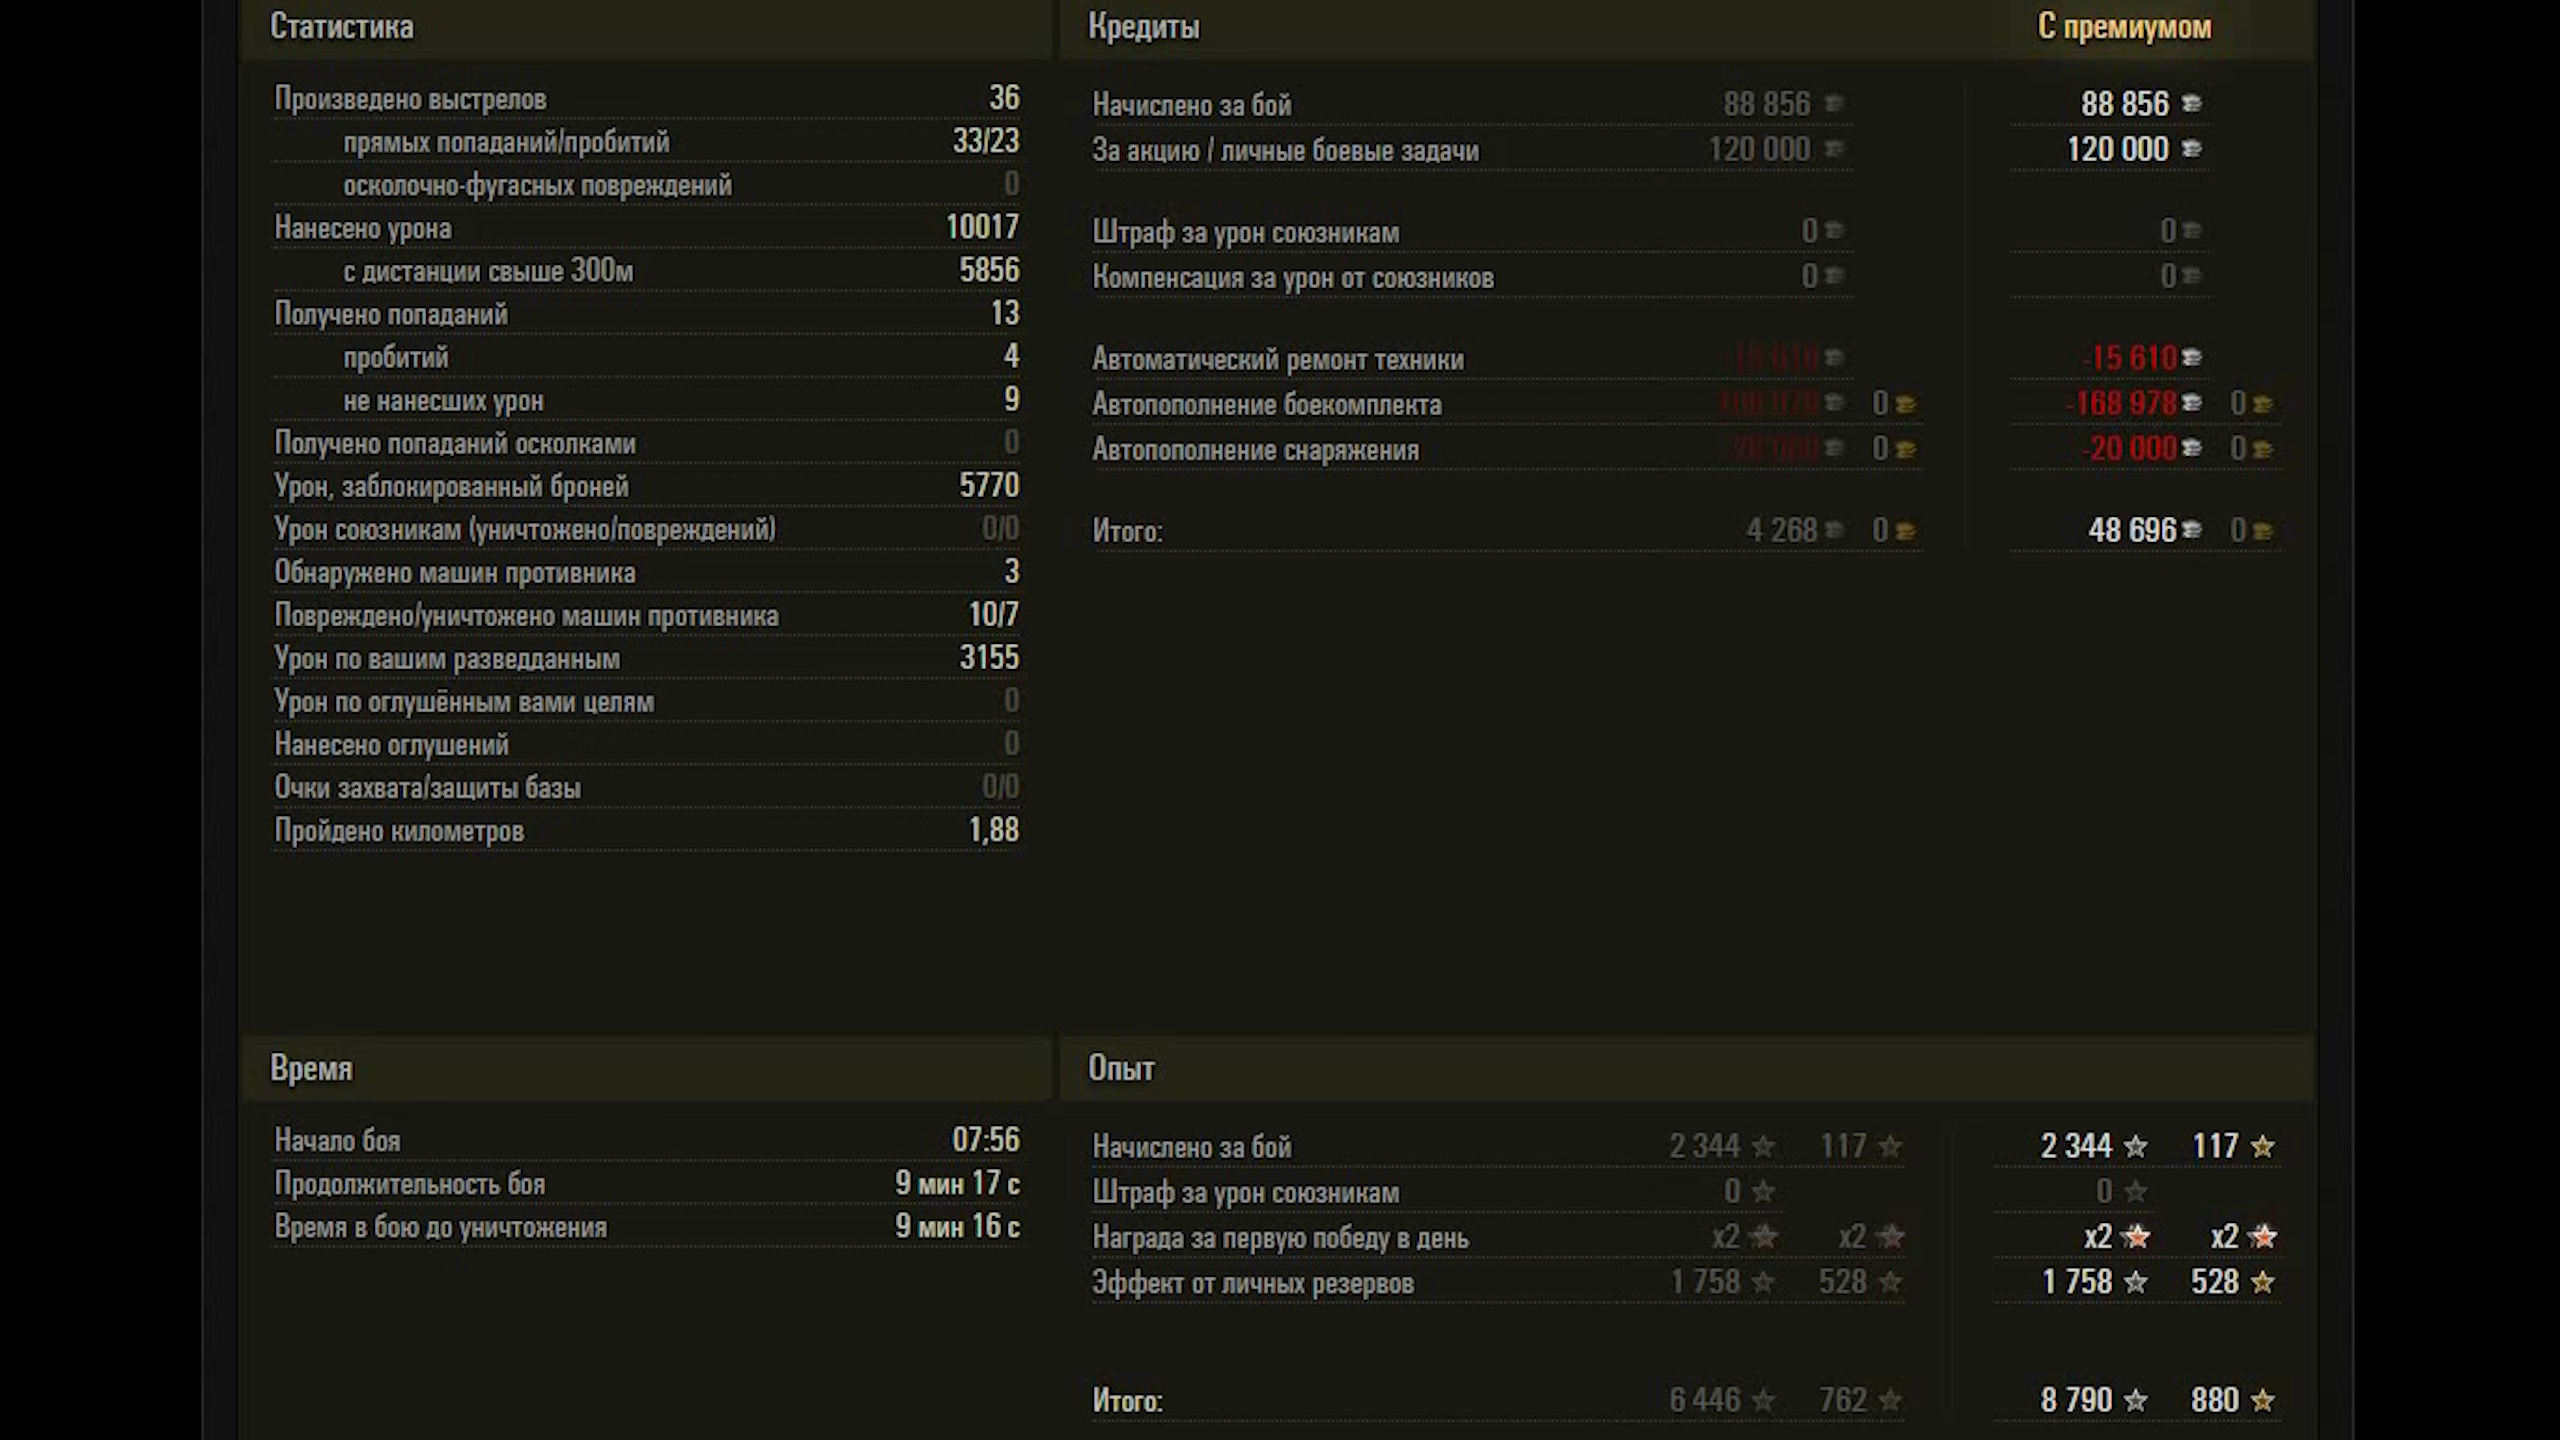 Статистика
Произведено выстрелов 36
прямых попаданий/пробитий 33/23
осколочно-фугасных повреждений 0
Нанесено урона 10017
с дистанции свыше 300м 5856
Получено попаданий 13
пробитий 4
не нанесших урон 9
Получено попаданий осколками 0
Урон, заблокированный броней 5770
Урон союзникам (уничтожено/повреждений) 0/0
Обнаружено машин противника 3
Повреждено/уничтожено машин противника 10/7
Урон по вашим разведданным 3155
Урон по оглушённым вами целям 0
Нанесено оглушений 0
Очки захвата/защиты базы 0/0
Пройдено километров 1,88
Кредиты С премиумом
Начислено за бой 88 856 88 856
За акцию / личные боевые задачи 120 000 120 000
Штраф за урон союзникам 0 0
Компенсация за урон от союзников 0 0
Автоматический ремонт техники -15 610
Автопополнение боекомплекта 0 -168 978 0
Автопополнение снаряжения 0 -20 000 0
Итого: 4 268 0 48 696 0
Время
Начало боя 07:56
Продолжительность боя 9 мин 17 с
Время в бою до уничтожения 9 мин 16 с
Опыт
Начислено за бой 2 344 117 2 344 117
Штраф за урон союзникам 0 0
Награда за первую победу в день x2 x2 x2 x2
Эффект от личных резервов 1 758 528 1 758 528
Итого: 6 446 762 8 790 880